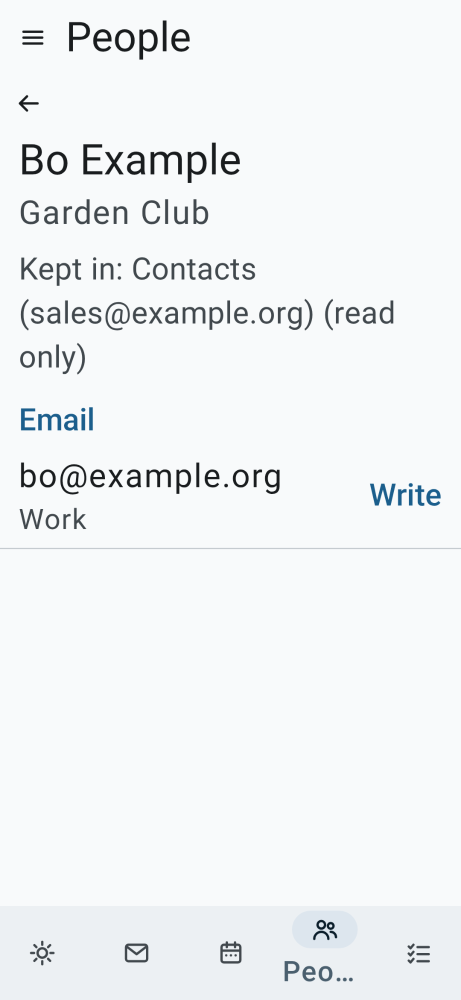 People
Bo Example
Garden Club
Kept in: Contacts
(sales@example.org) (read
only)
Email
bo@example.org
Write
Work
Peo…